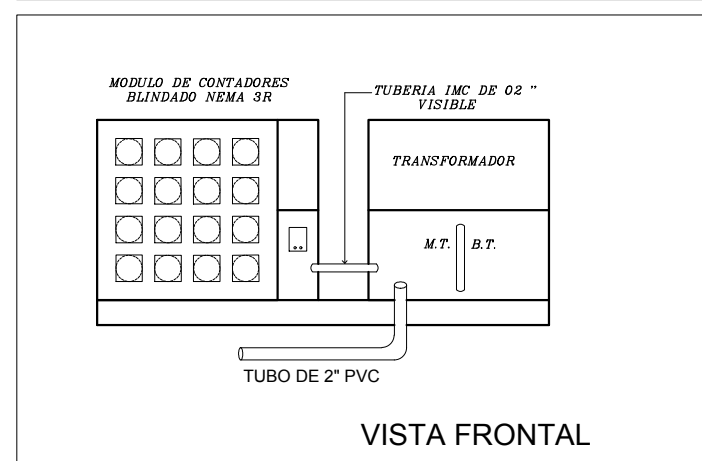 MODULO DE CONTADORES
BLINDADO NEMA 3R
TUBERIA IMC DE 02 "
VISIBLE
TRANSFORMADOR
M.T. B.T.
TUBO DE 2" PVC
VISTA FRONTAL